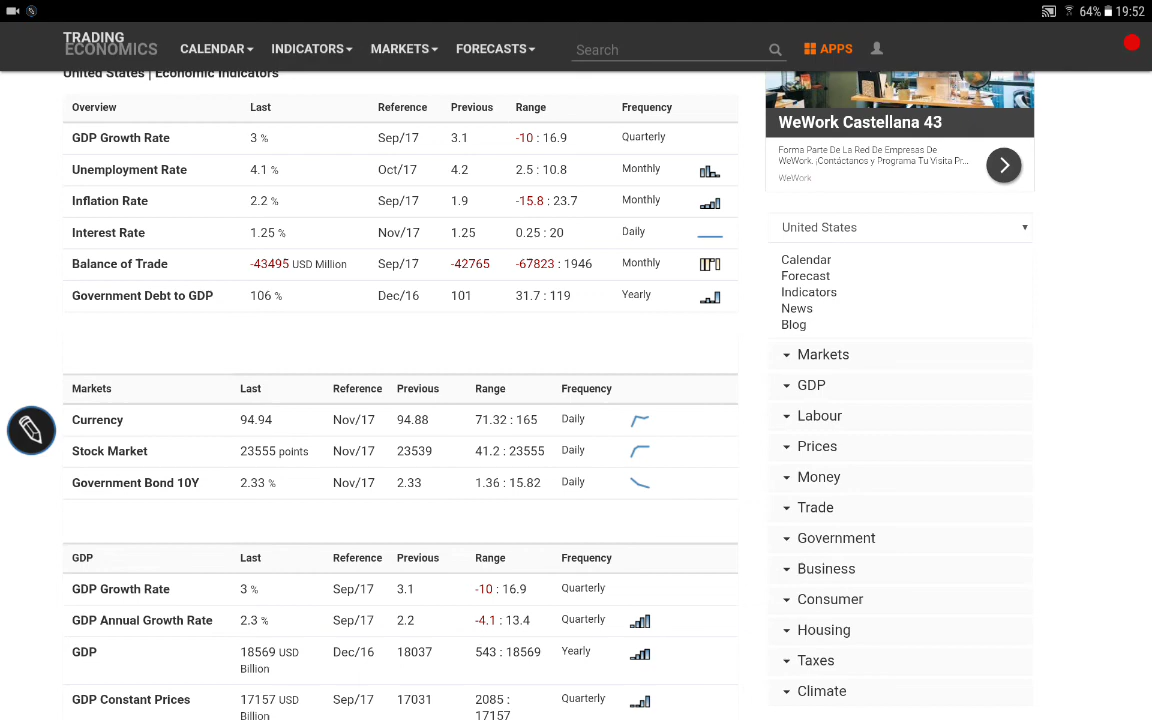 64% 19:52
TRADING
ECONOMICS CALENDAR INDICATORS MARKETS FORECASTS Search APPS
United States | Economic Indicators
Overview Last Reference Previous Range Frequency
GDP Growth Rate 3 % Sep/17 3.1 -10 : 16.9 Quarterly
Unemployment Rate 4.1 % Oct/17 4.2 2.5 : 10.8 Monthly
Inflation Rate 2.2 % Sep/17 1.9 -15.8 : 23.7 Monthly
Interest Rate 1.25 % Nov/17 1.25 0.25 : 20 Daily
Balance of Trade -43495 USD Million Sep/17 -42765 -67823 : 1946 Monthly
Government Debt to GDP 106 % Dec/16 101 31.7 : 119 Yearly
Markets Last Reference Previous Range Frequency
Currency 94.94 Nov/17 94.88 71.32 : 165 Daily
Stock Market 23555 points Nov/17 23539 41.2 : 23555 Daily
Government Bond 10Y 2.33 % Nov/17 2.33 1.36 : 15.82 Daily
GDP Last Reference Previous Range Frequency
GDP Growth Rate 3 % Sep/17 3.1 -10 : 16.9 Quarterly
GDP Annual Growth Rate 2.3 % Sep/17 2.2 -4.1 : 13.4 Quarterly
GDP 18569 USD Dec/16 18037 543 : 18569 Yearly
Billion
GDP Constant Prices 17157 USD Sep/17 17031 2085 : Quarterly
Billion 17157
WeWork Castellana 43
Forma Parte De La Red De Empresas De
WeWork. ¡Contáctanos y Programa Tu Visita Pr...
WeWork
United States
Calendar
Forecast
Indicators
News
Blog
Markets
GDP
Labour
Prices
Money
Trade
Government
Business
Consumer
Housing
Taxes
Climate